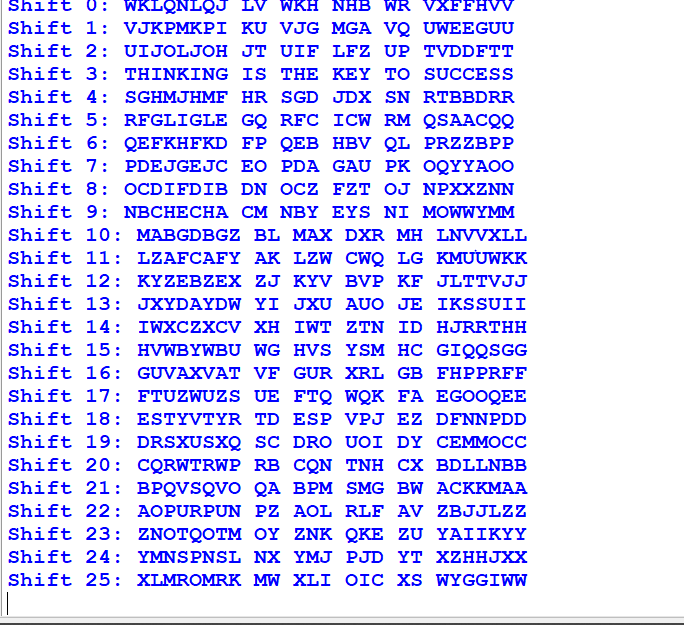 Shift 0: WKLQNLQJ LV WKH NHB WR VXFFHVV
Shift 1: VJKPMKPI KU VJG MGA VQ UWEEGUU
Shift 2: UIJOLJOH JT UIF LFZ UP TVDDFTT
Shift 3: THINKING IS THE KEY TO SUCCESS
Shift 4: SGHMJHMF HR SGD JDX SN RTBBDRR
Shift 5: RFGLIGLE GQ RFC ICW RM QSAACQQ
Shift 6: QEFKHFKD FP QEB HBV QL PRZZBPP
Shift 7: PDEJGEJC EO PDA GAU PK OQYYAOO
Shift 8: OCDIFDIB DN OCZ FZT OJ NPXXZNN
Shift 9: NBCHECHA CM NBY EYS NI MOWWYMM
Shift 10: MABGDBGZ BL MAX DXR MH LNVVXLL
Shift 11: LZAFCAFY AK LZW CWQ LG KMUUWKK
Shift 12: KYZEBZEX ZJ KYV BVP KF JLTTVJJ
Shift 13: JXYDAYDW YI JXU AUO JE IKSSUII
Shift 14: IWXCZXCV XH IWT ZTN ID HJRRTHH
Shift 15: HVWBYWBU WG HVS YSM HC GIQQSGG
Shift 16: GUVAXVAT VF GUR XRL GB FHPPRFF
Shift 17: FTUZWUZS UE FTQ WQK FA EGOOQEE
Shift 18: ESTYVTYR TD ESP VPJ EZ DFNNPDD
Shift 19: DRSXUSXQ SC DRO UOI DY CEMMOCC
Shift 20: CQRWTRWP RB CQN TNH CX BDLLNBB
Shift 21: BPQVSQVO QA BPM SMG BW ACKKMAA
Shift 22: AOPURPUN PZ AOL RLF AV ZBJJLZZ
Shift 23: ZNOTQOTM OY ZNK QKE ZU YAIIKYY
Shift 24: YMNSPNSL NX YMJ PJD YT XZHHJXX
Shift 25: XLMROMRK MW XLI OIC XS WYGGIWW